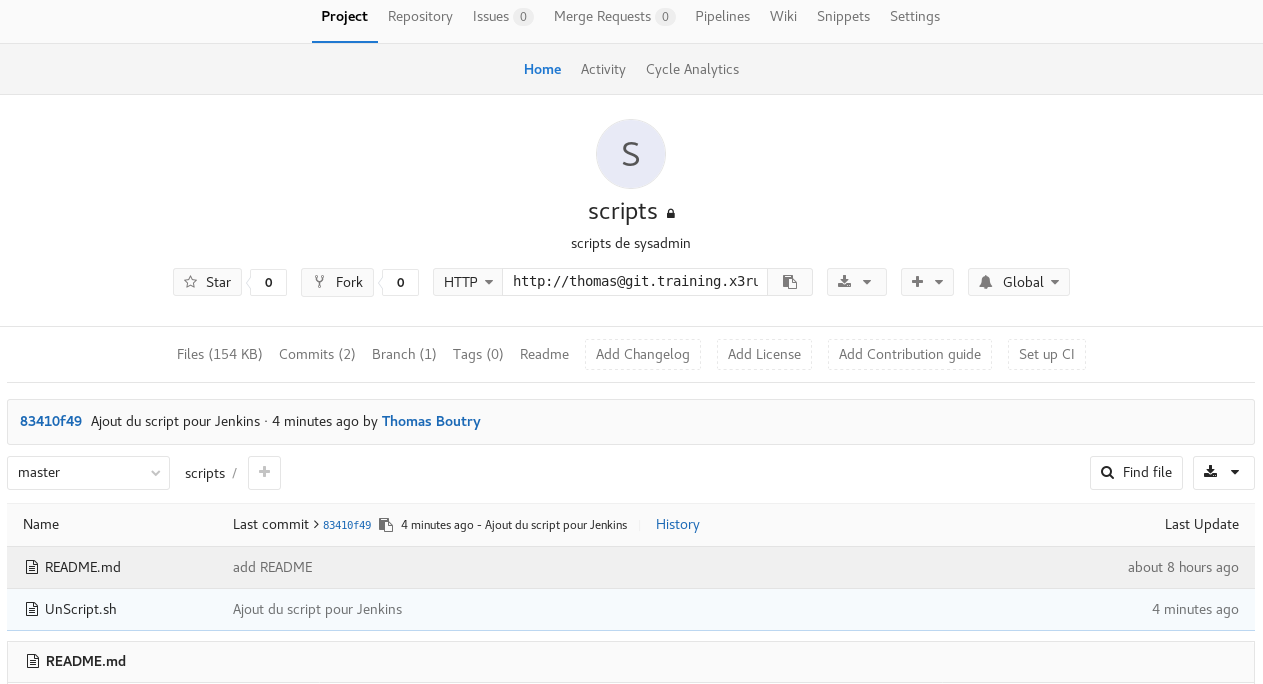 Project Repository Issues 0 Merge Requests 0 Pipelines Wiki Snippets Settings
Home Activity Cycle Analytics
S
scripts
scripts de sysadmin
Star 0 Fork 0 HTTP http://thomas@git.training.x3ru Global
Files (154 KB) Commits (2) Branch (1) Tags (0) Readme Add Changelog Add License Add Contribution guide Set up CI
83410f49 Ajout du script pour Jenkins · 4 minutes ago by Thomas Boutry
master scripts / + Find file
Name Last commit > 83410f49 4 minutes ago - Ajout du script pour Jenkins History Last Update
README.md add README about 8 hours ago
UnScript.sh Ajout du script pour Jenkins 4 minutes ago
README.md